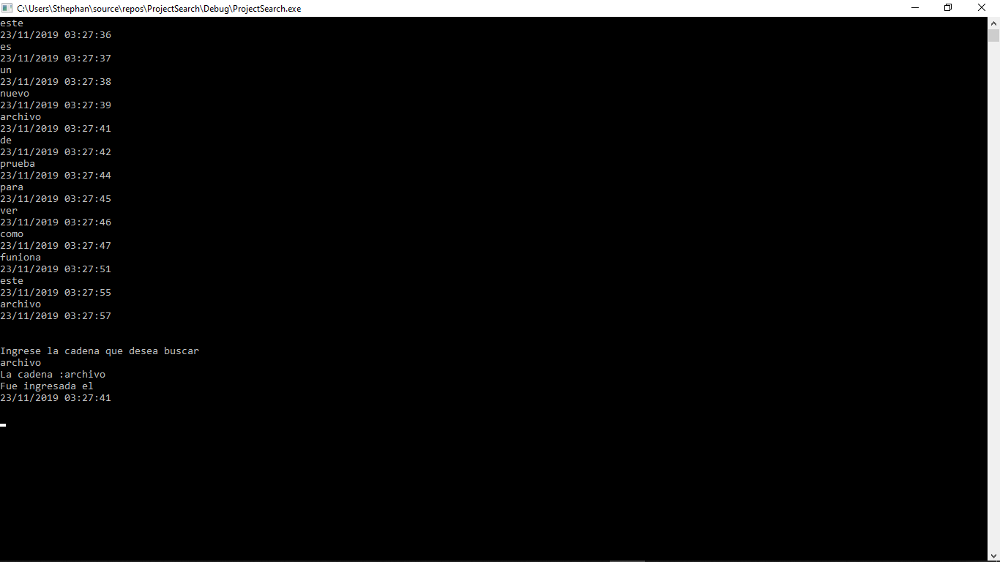 C:\Users\Sthephan\source\repos\ProjectSearch\Debug\ProjectSearch.exe
este
23/11/2019 03:27:36
es
23/11/2019 03:27:37
un
23/11/2019 03:27:38
nuevo
23/11/2019 03:27:39
archivo
23/11/2019 03:27:41
de
23/11/2019 03:27:42
prueba
23/11/2019 03:27:44
para
23/11/2019 03:27:45
ver
23/11/2019 03:27:46
como
23/11/2019 03:27:47
funiona
23/11/2019 03:27:51
este
23/11/2019 03:27:55
archivo
23/11/2019 03:27:57
Ingrese la cadena que desea buscar
archivo
La cadena :archivo
Fue ingresada el
23/11/2019 03:27:41